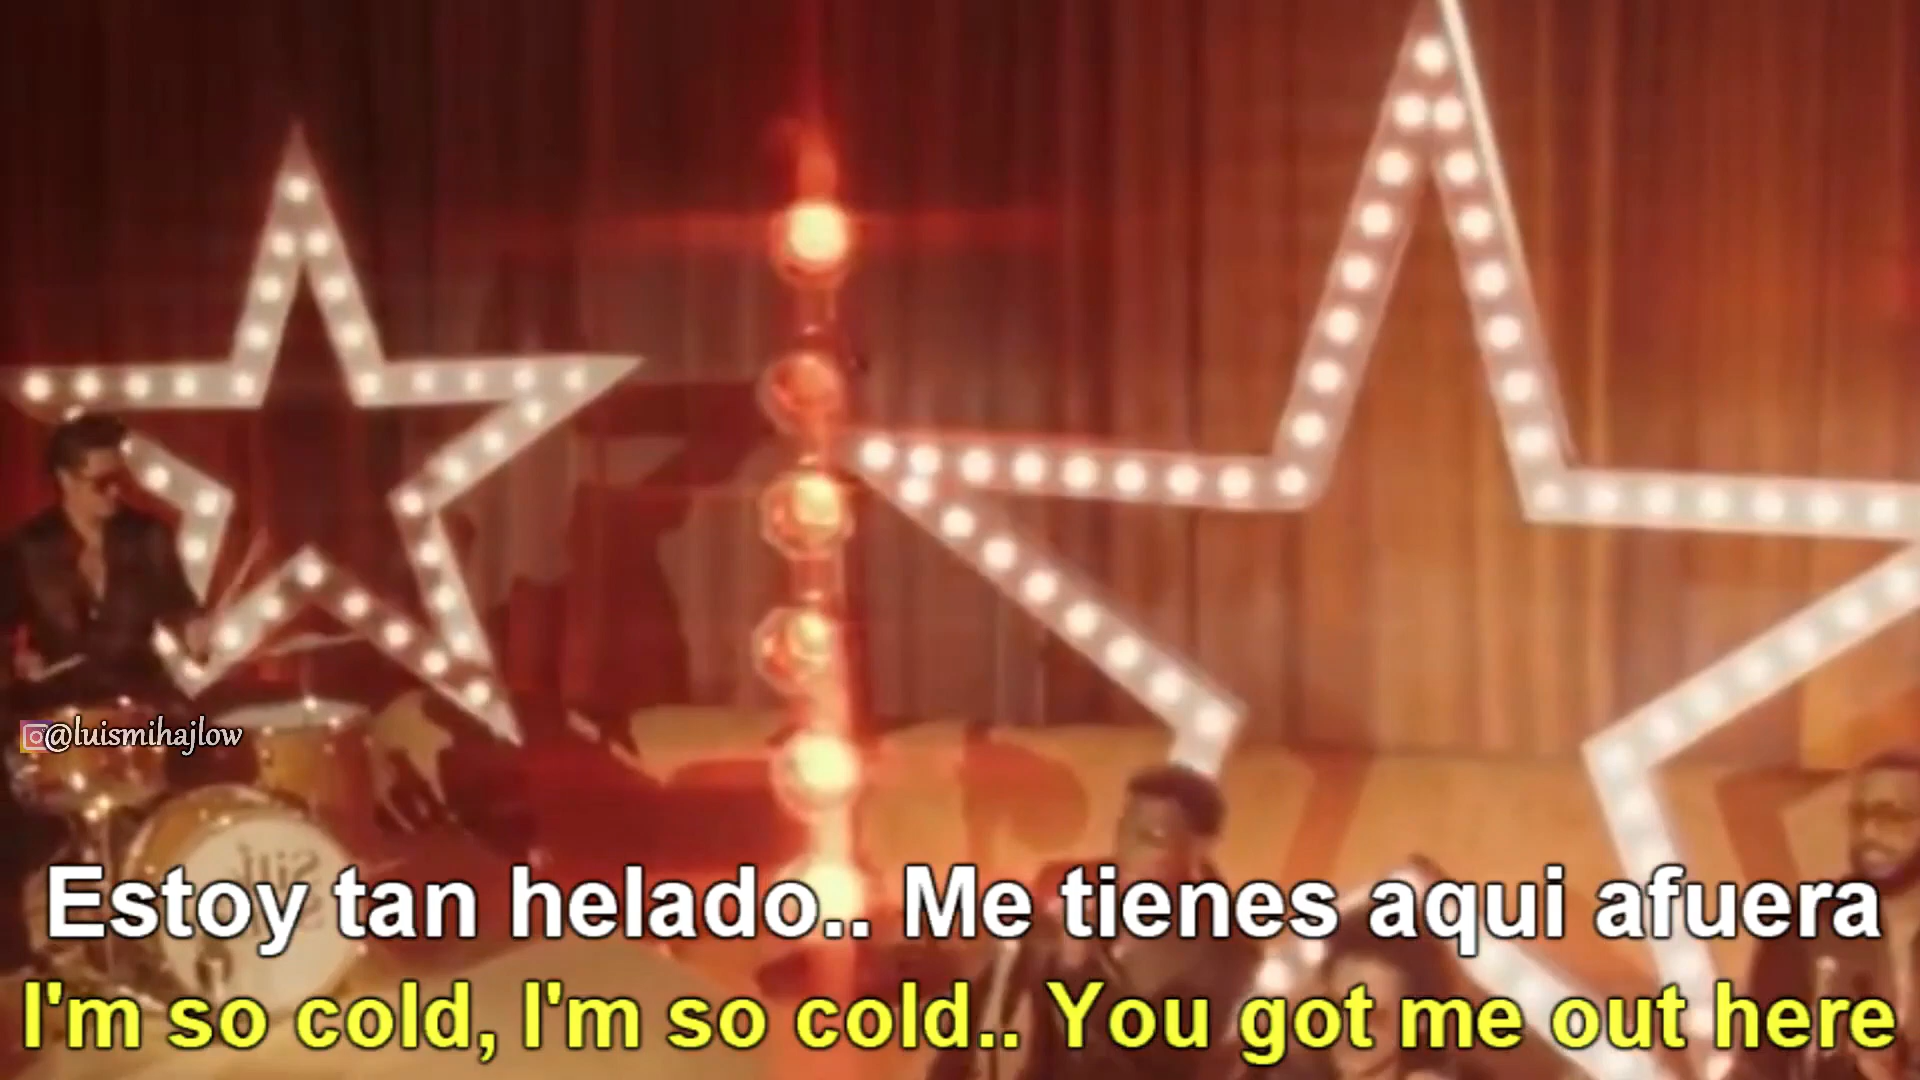 @luismihajlow
Estoy tan helado.. Me tienes aqui afuera
I'm so cold, I'm so cold.. You got me out here